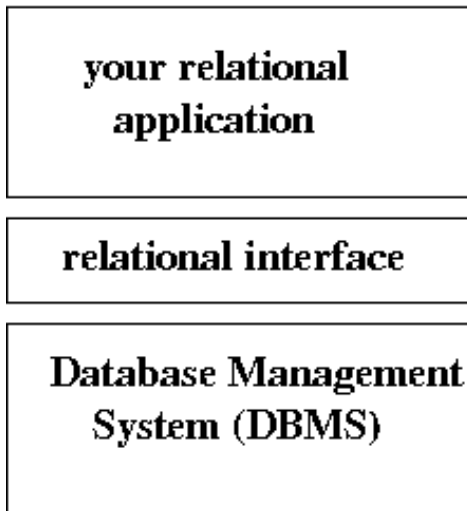 your relational
application
relational interface
Database Management
System (DBMS)